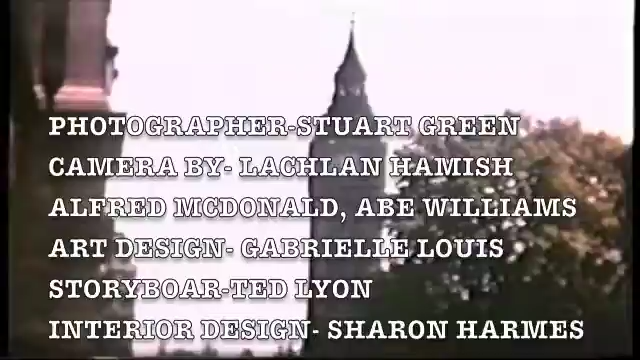 PHOTOGRAPHER-STUART GREEN
CAMERA BY- LACHLAN HAMISH
ALFRED MCDONALD, ABE WILLIAMS
ART DESIGN- GABRIELLE LOUIS
STORYBOAR-TED LYON
INTERIOR DESIGN- SHARON HARMES